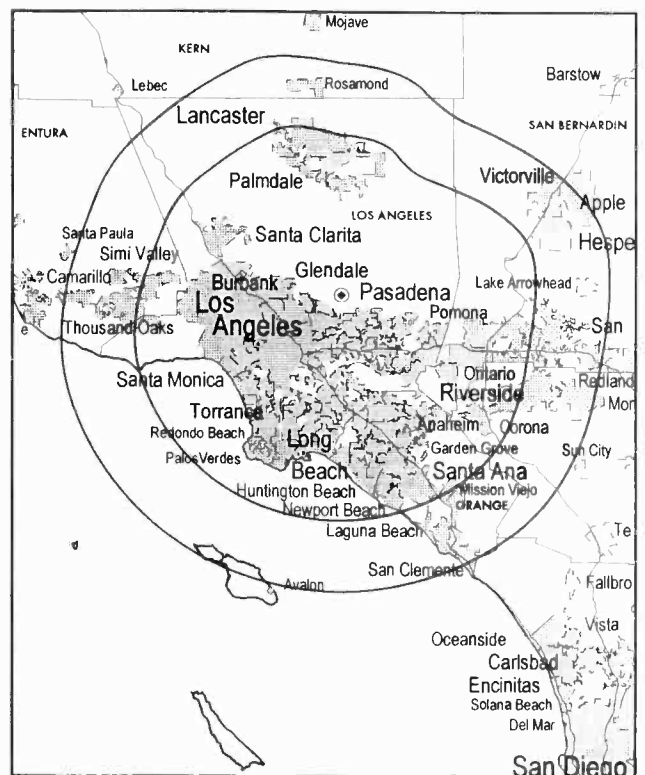 Mojave
KERN
Lebec
Rosamond
Barstow
Lancaster
ENTURA
SAN BERNARDIN
Palmdale
Victorville
Apple
LOS ANGELES
Santa Paula
Santa Clarita
Hespe
Simi Valley
Camarillo
Burbank
Glendale
Lake Arrowhead
Los
Angeles
Pasadena
Pomona
e
Thousand Oaks
San
Santa Monica
Ontario
Riverside
Redland
Mor
Torrance
Redondo Beach
Anaheim
Corona
Long
Beach
Garden Grove
Sun City
Palos Verdes
Santa Ana
Huntington Beach
Mission Viejo
ORANGE
Newport Beach
Laguna Beach
Te
San Clemente
Avalon
Fallbro
Vista
Oceanside
Carlsbad
Encinitas
Solana Beach
Del Mar
San Diego